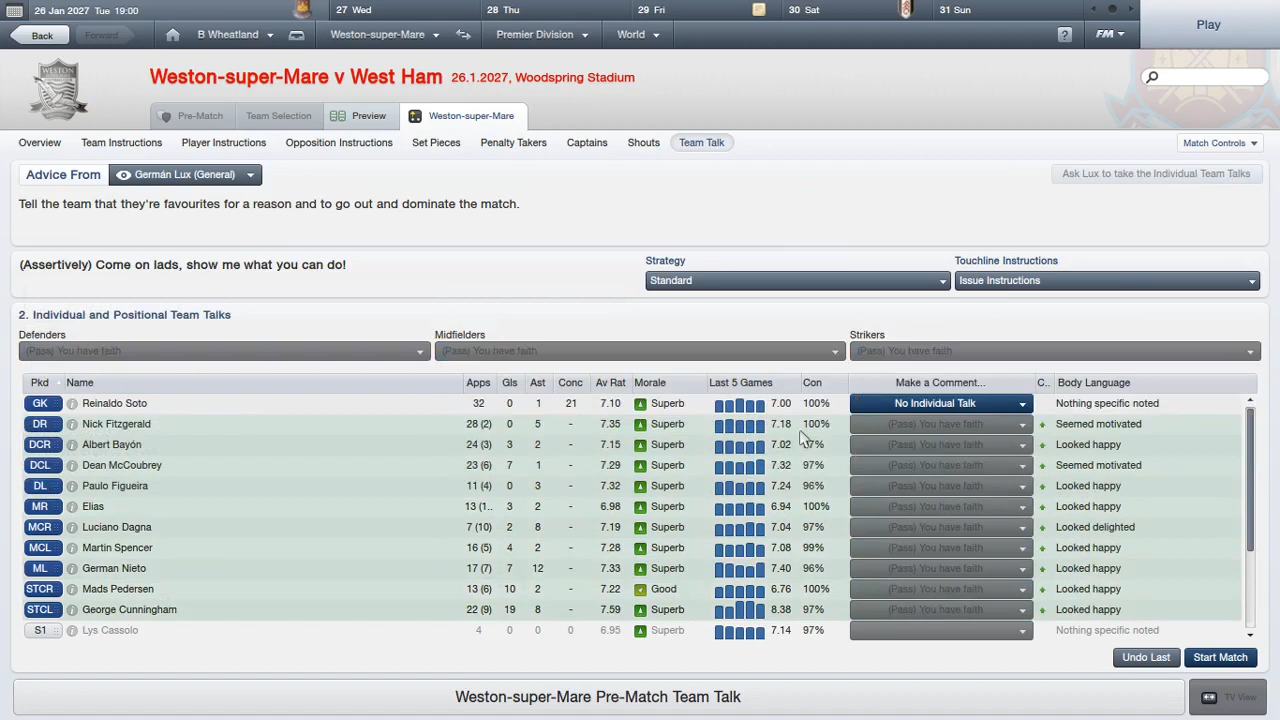 26 Jan 2027 Tue 19:00 27 Wed 28 Thu 29 Fri 30 Sat 31 Sun
Back Forward B Wheatland Weston-super-Mare Premier Division World ? FM Play
Weston-super-Mare v West Ham 26.1.2027, Woodspring Stadium
Pre-Match Team Selection Preview Weston-super-Mare
Overview Team Instructions Player Instructions Opposition Instructions Set Pieces Penalty Takers Captains Shouts Team Talk Match Controls
Advice From Germán Lux (General) Ask Lux to take the Individual Team Talks
Tell the team that they're favourites for a reason and to go out and dominate the match.
(Assertively) Come on lads, show me what you can do!
Strategy Touchline Instructions
Standard Issue Instructions
2. Individual and Positional Team Talks
Defenders Midfielders Strikers
(Pass) You have faith (Pass) You have faith (Pass) You have faith
Pkd Name Apps Gls Ast Conc Av Rat Morale Last 5 Games Con Make a Comment... C.. Body Language
GK Reinaldo Soto 32 0 1 21 7.10 Superb 7.00 100% No Individual Talk Nothing specific noted
DR Nick Fitzgerald 28 (2) 0 5 - 7.35 Superb 7.18 100% (Pass) You have faith Seemed motivated
DCR Albert Bayón 24 (3) 3 2 - 7.15 Superb 7.02 7% (Pass) You have faith Looked happy
DCL Dean McCoubrey 23 (6) 7 1 - 7.29 Superb 7.32 97% (Pass) You have faith Seemed motivated
DL Paulo Figueira 11 (4) 0 3 - 7.32 Superb 7.24 96% (Pass) You have faith Looked happy
MR Elias 13 (1.. 3 2 - 6.98 Superb 6.94 100% (Pass) You have faith Looked happy
MCR Luciano Dagna 7 (10) 2 8 - 7.19 Superb 7.04 97% (Pass) You have faith Looked delighted
MCL Martin Spencer 16 (5) 4 2 - 7.28 Superb 7.08 99% (Pass) You have faith Looked happy
ML German Nieto 17 (7) 7 12 - 7.33 Superb 7.40 96% (Pass) You have faith Looked happy
STCR Mads Pedersen 13 (6) 10 2 - 7.22 Good 6.76 100% (Pass) You have faith Looked happy
STCL George Cunningham 22 (9) 19 8 - 7.59 Superb 8.38 97% (Pass) You have faith Looked happy
S1 Lys Cassolo 4 0 0 0 6.95 Superb 7.14 97% Nothing specific noted
Undo Last Start Match
Weston-super-Mare Pre-Match Team Talk TV View